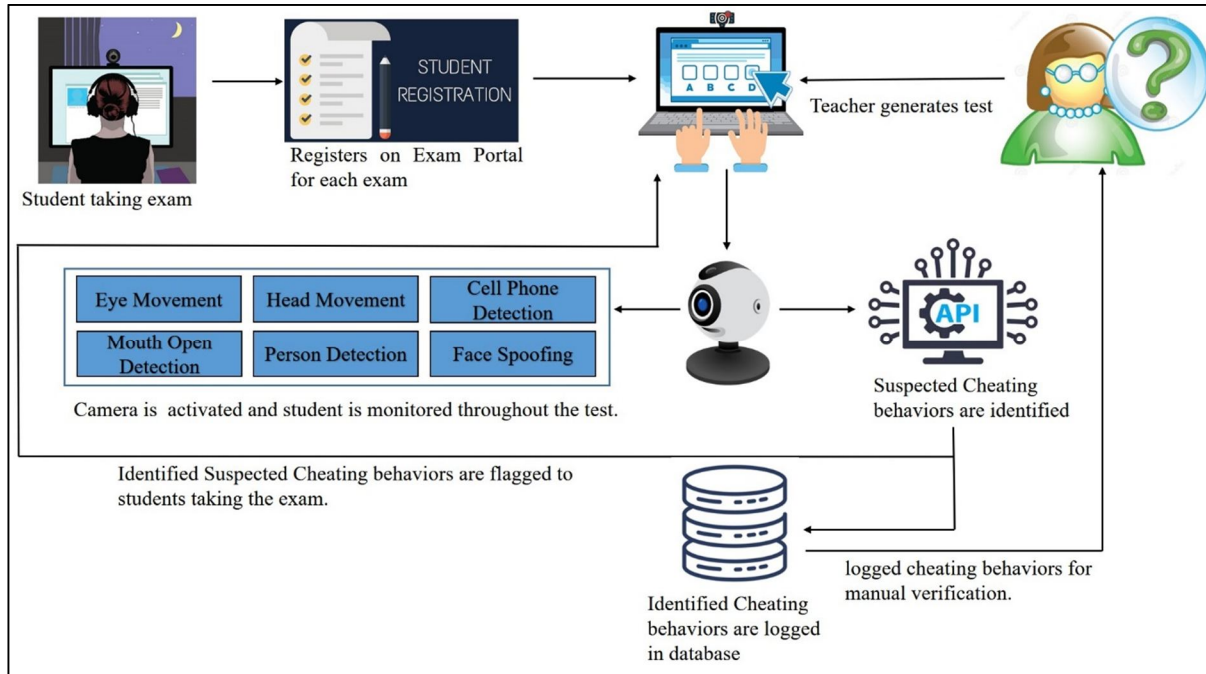 STUDENT
REGISTRATION
A B C D
Teacher generates test
Registers on Exam Portal
for each exam
Student taking exam
Eye Movement
Head Movement
Cell Phone
Detection
Mouth Open
Detection
Person Detection
Face Spoofing
API
Camera is activated and student is monitored throughout the test.
Suspected Cheating
behaviors are identified
Identified Suspected Cheating behaviors are flagged to
students taking the exam.
logged cheating behaviors for
manual verification.
Identified Cheating
behaviors are logged
in database